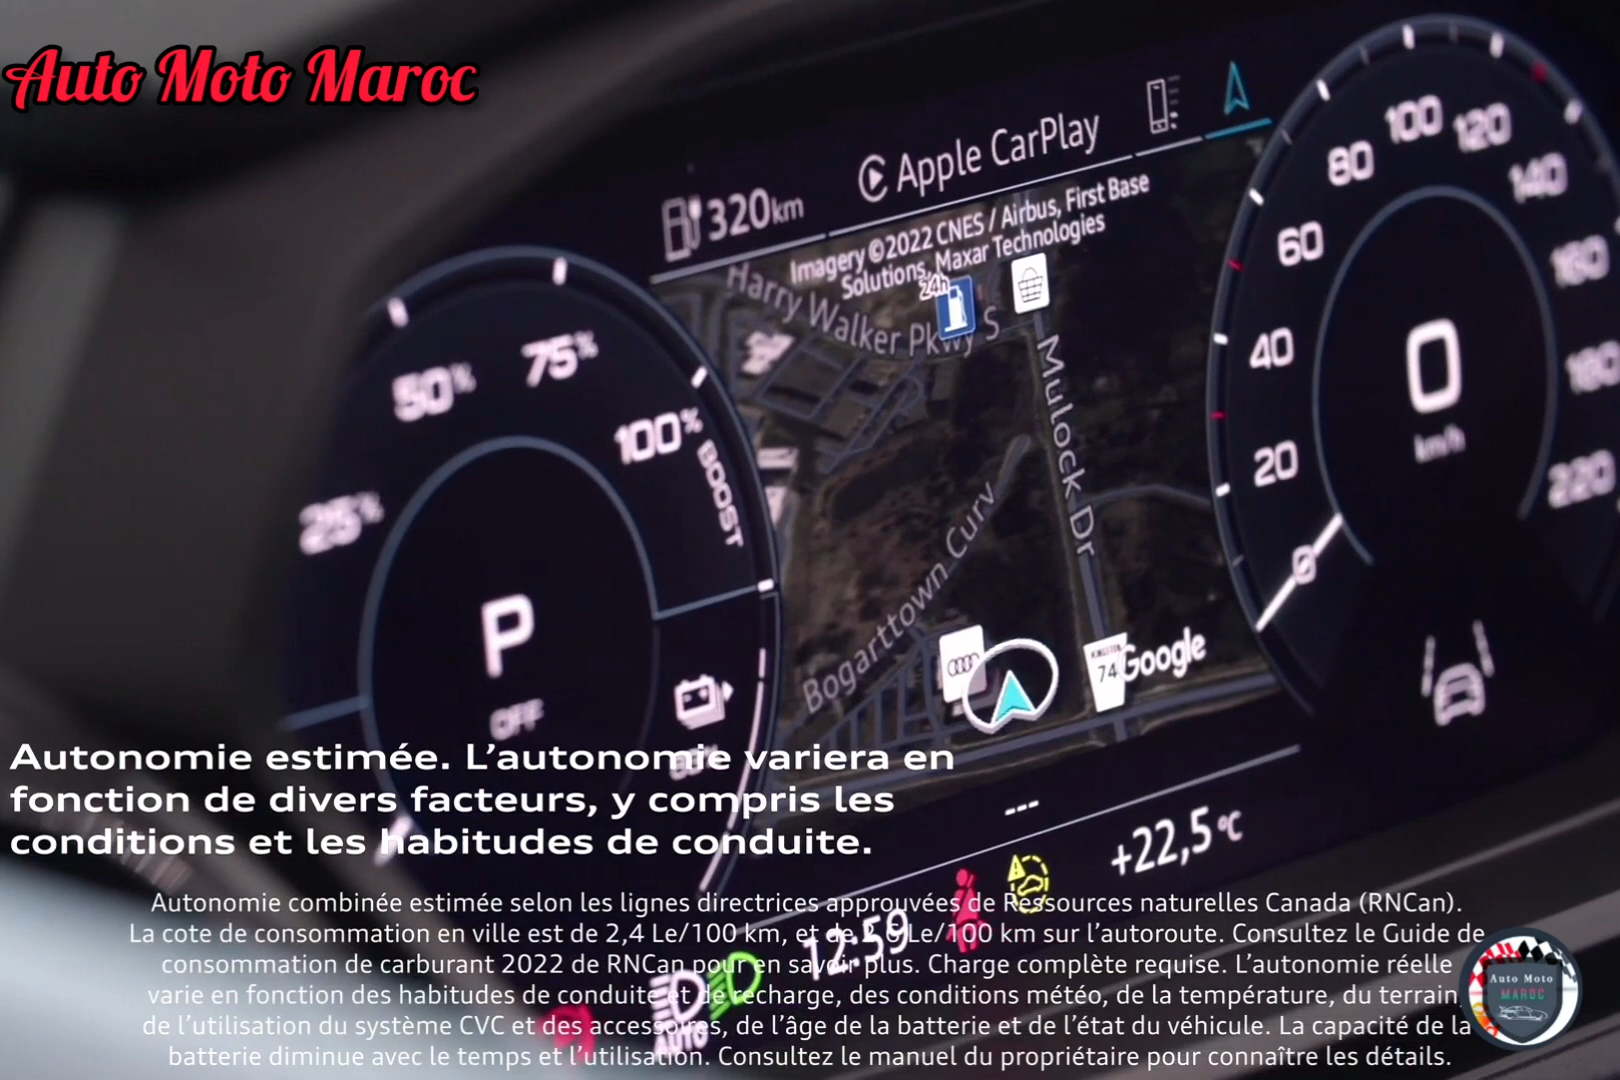 Auto Moto Maroc
Apple CarPlay
320km
Imagery ©2022 CNES / Airbus, First Base
Solutions, Maxar Technologies
24h
Harry Walker Pkwy S
Mulock Dr
Bogarttown Curv
74
Google
25%
50%
75%
100%
BOOST
P
OFF
0
20
40
60
80
100
120
140
160
180
220
0
km/h
Autonomie estimée. L’autonomie variera en
fonction de divers facteurs, y compris les
conditions et les habitudes de conduite.
---
+22,5°C
12:59
AUTO
Autonomie combinée estimée selon les lignes directrices approuvées de Ressources naturelles Canada (RNCan).
La cote de consommation en ville est de 2,4 Le/100 km, et de Le/100 km sur l’autoroute. Consultez le Guide de
consommation de carburant 2022 de RNCan pour en savoir plus. Charge complète requise. L’autonomie réelle
varie en fonction des habitudes de conduite et de recharge, des conditions météo, de la température, du terrain,
de l’utilisation du système CVC et des accessoires, de l’âge de la batterie et de l’état du véhicule. La capacité de la
batterie diminue avec le temps et l’utilisation. Consultez le manuel du propriétaire pour connaître les détails.
Auto Moto
MAROC